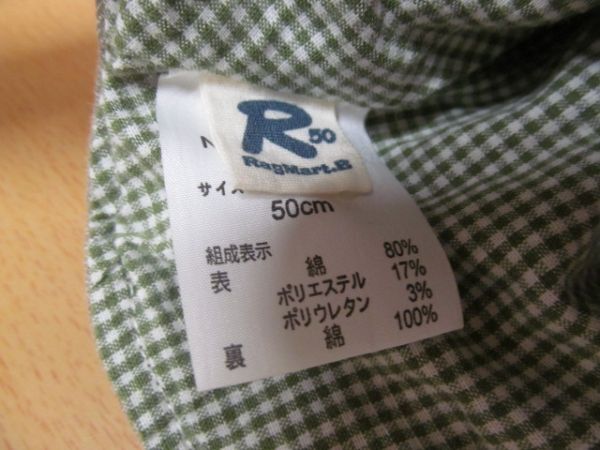 R 50
RagMart.B
サイズ
50cm
組成表示
表 綿 80%
ポリエステル 17%
ポリウレタン 3%
裏 綿 100%